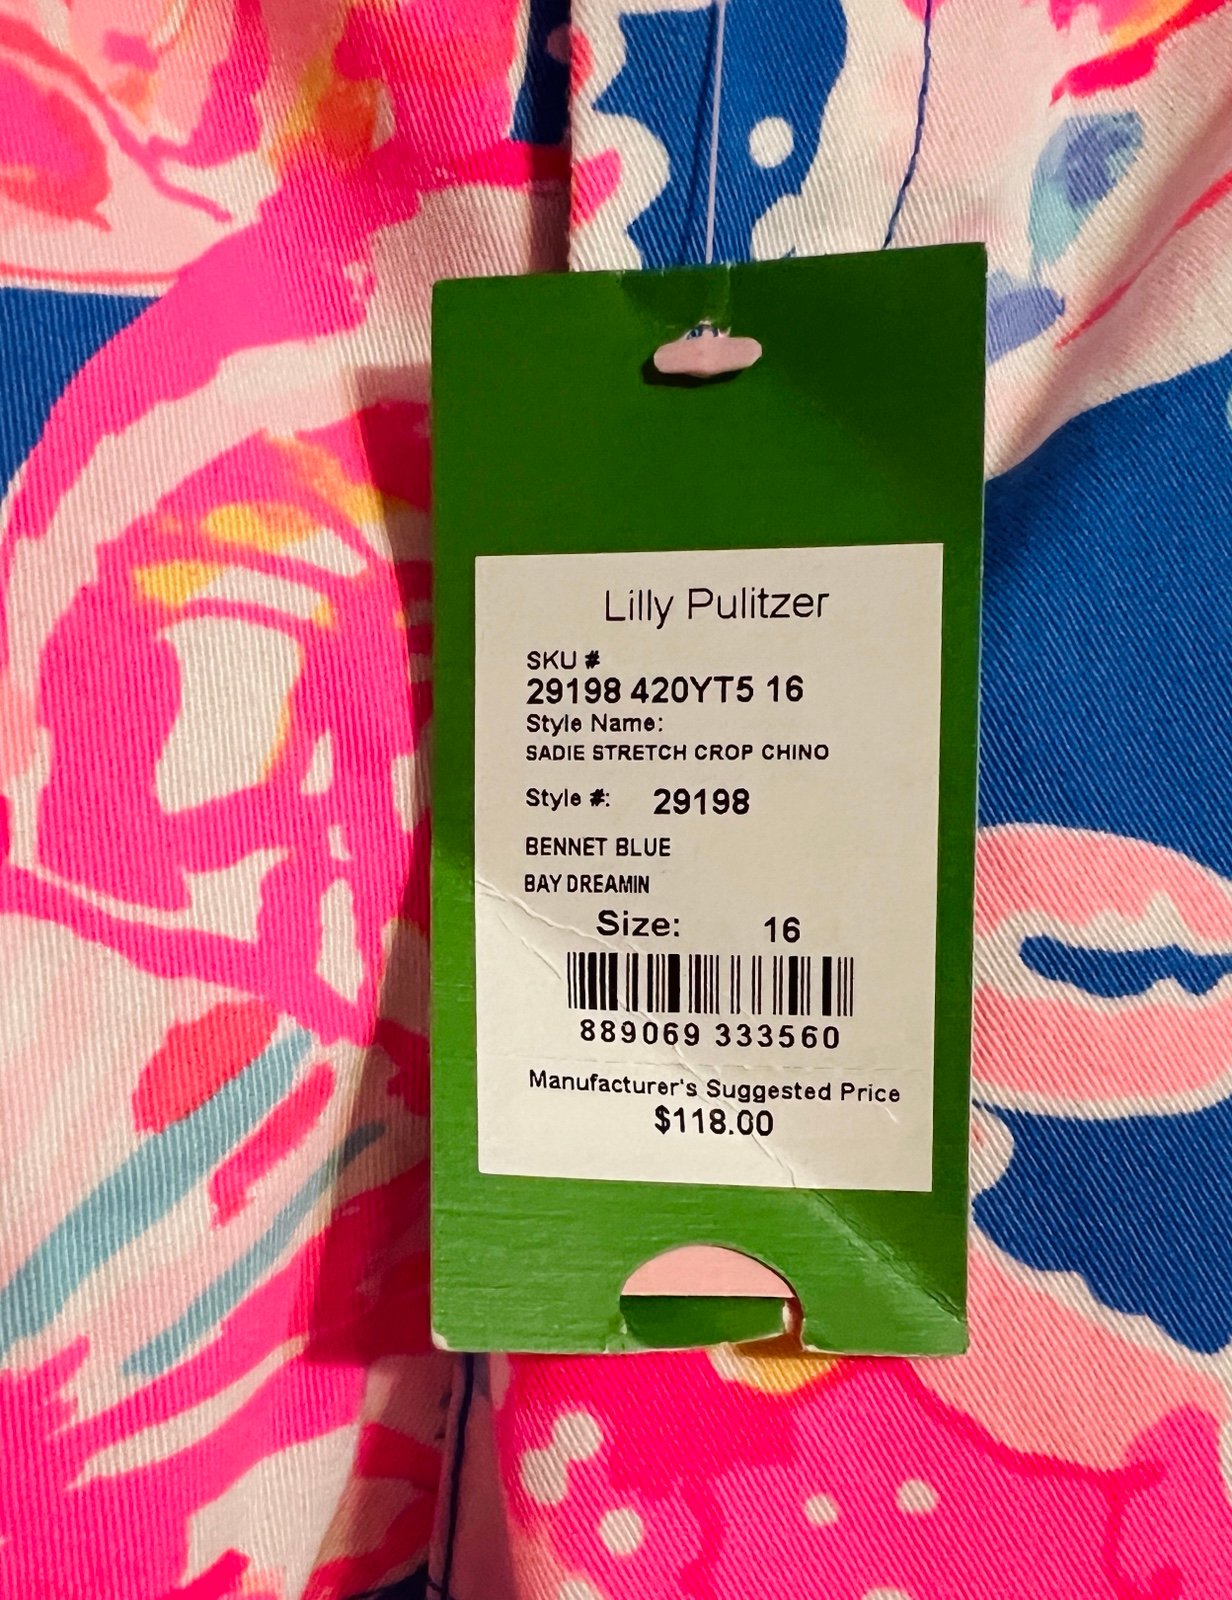 Lilly Pulitzer
SKU #
29198 420YT5 16
Style Name:
SADIE STRETCH CROP CHINO
Style #: 29198
BENNET BLUE
BAY DREAMIN
Size: 16
889069 333560
Manufacturer's Suggested Price
$118.00